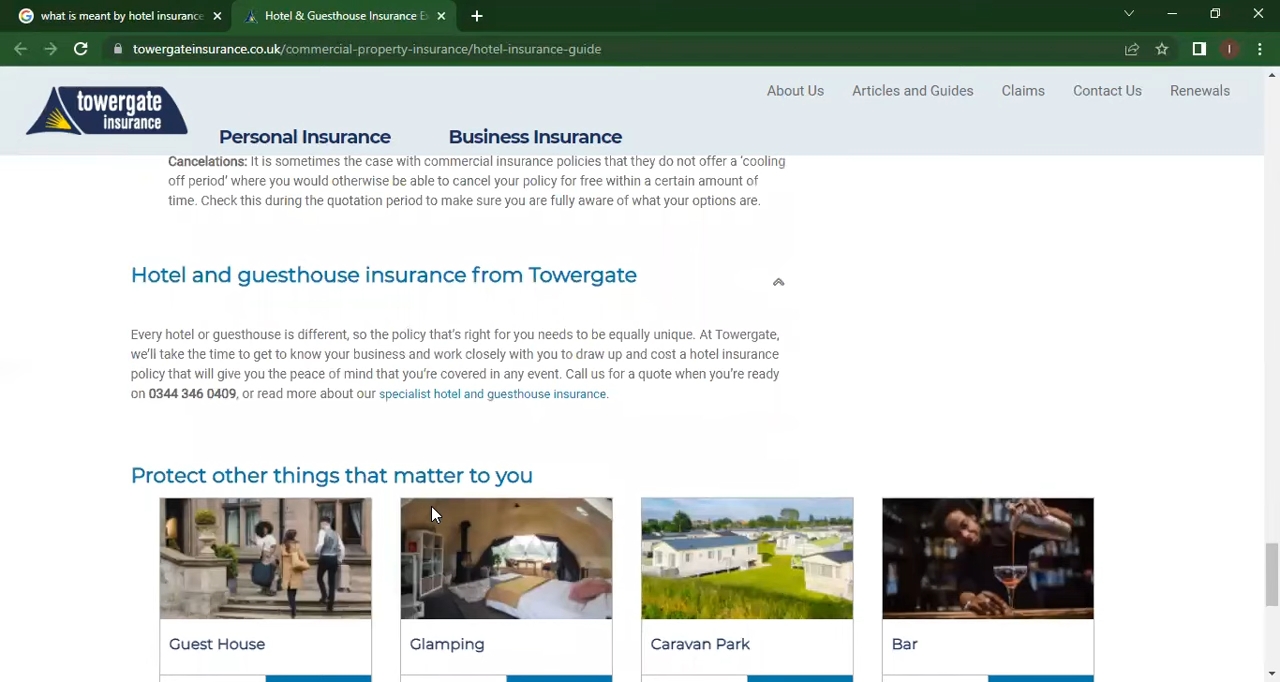 what is meant by hotel insurance
Hotel & Guesthouse Insurance E
towergateinsurance.co.uk/commercial-property-insurance/hotel-insurance-guide
I
About Us Articles and Guides Claims Contact Us Renewals
towergate
insurance
Personal Insurance Business Insurance
Cancelations: It is sometimes the case with commercial insurance policies that they do not offer a ‘cooling
off period’ where you would otherwise be able to cancel your policy for free within a certain amount of
time. Check this during the quotation period to make sure you are fully aware of what your options are.
Hotel and guesthouse insurance from Towergate
Every hotel or guesthouse is different, so the policy that’s right for you needs to be equally unique. At Towergate,
we’ll take the time to get to know your business and work closely with you to draw up and cost a hotel insurance
policy that will give you the peace of mind that you’re covered in any event. Call us for a quote when you’re ready
on 0344 346 0409, or read more about our specialist hotel and guesthouse insurance.
Protect other things that matter to you
Guest House Glamping Caravan Park Bar